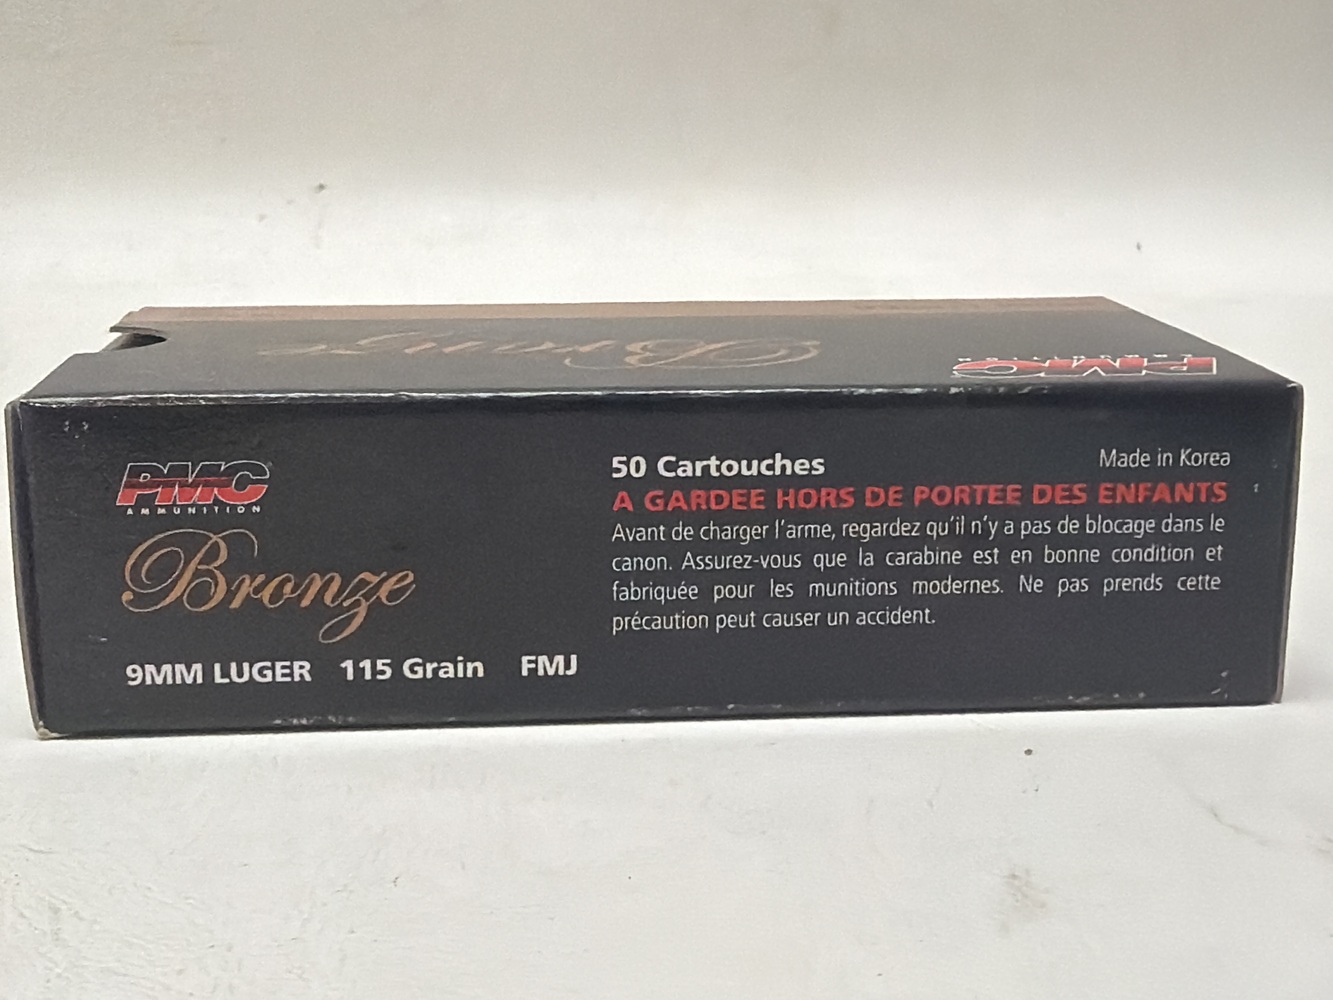 Bronze
PMC
PMC
AMMUNITION
Bronze
9MM LUGER 115 Grain FMJ
50 Cartouches
Made in Korea
A GARDEE HORS DE PORTEE DES ENFANTS
Avant de charger l'arme, regardez qu'il n'y a pas de blocage dans le
canon. Assurez-vous que la carabine est en bonne condition et
fabriquée pour les munitions modernes. Ne pas prends cette
précaution peut causer un accident.